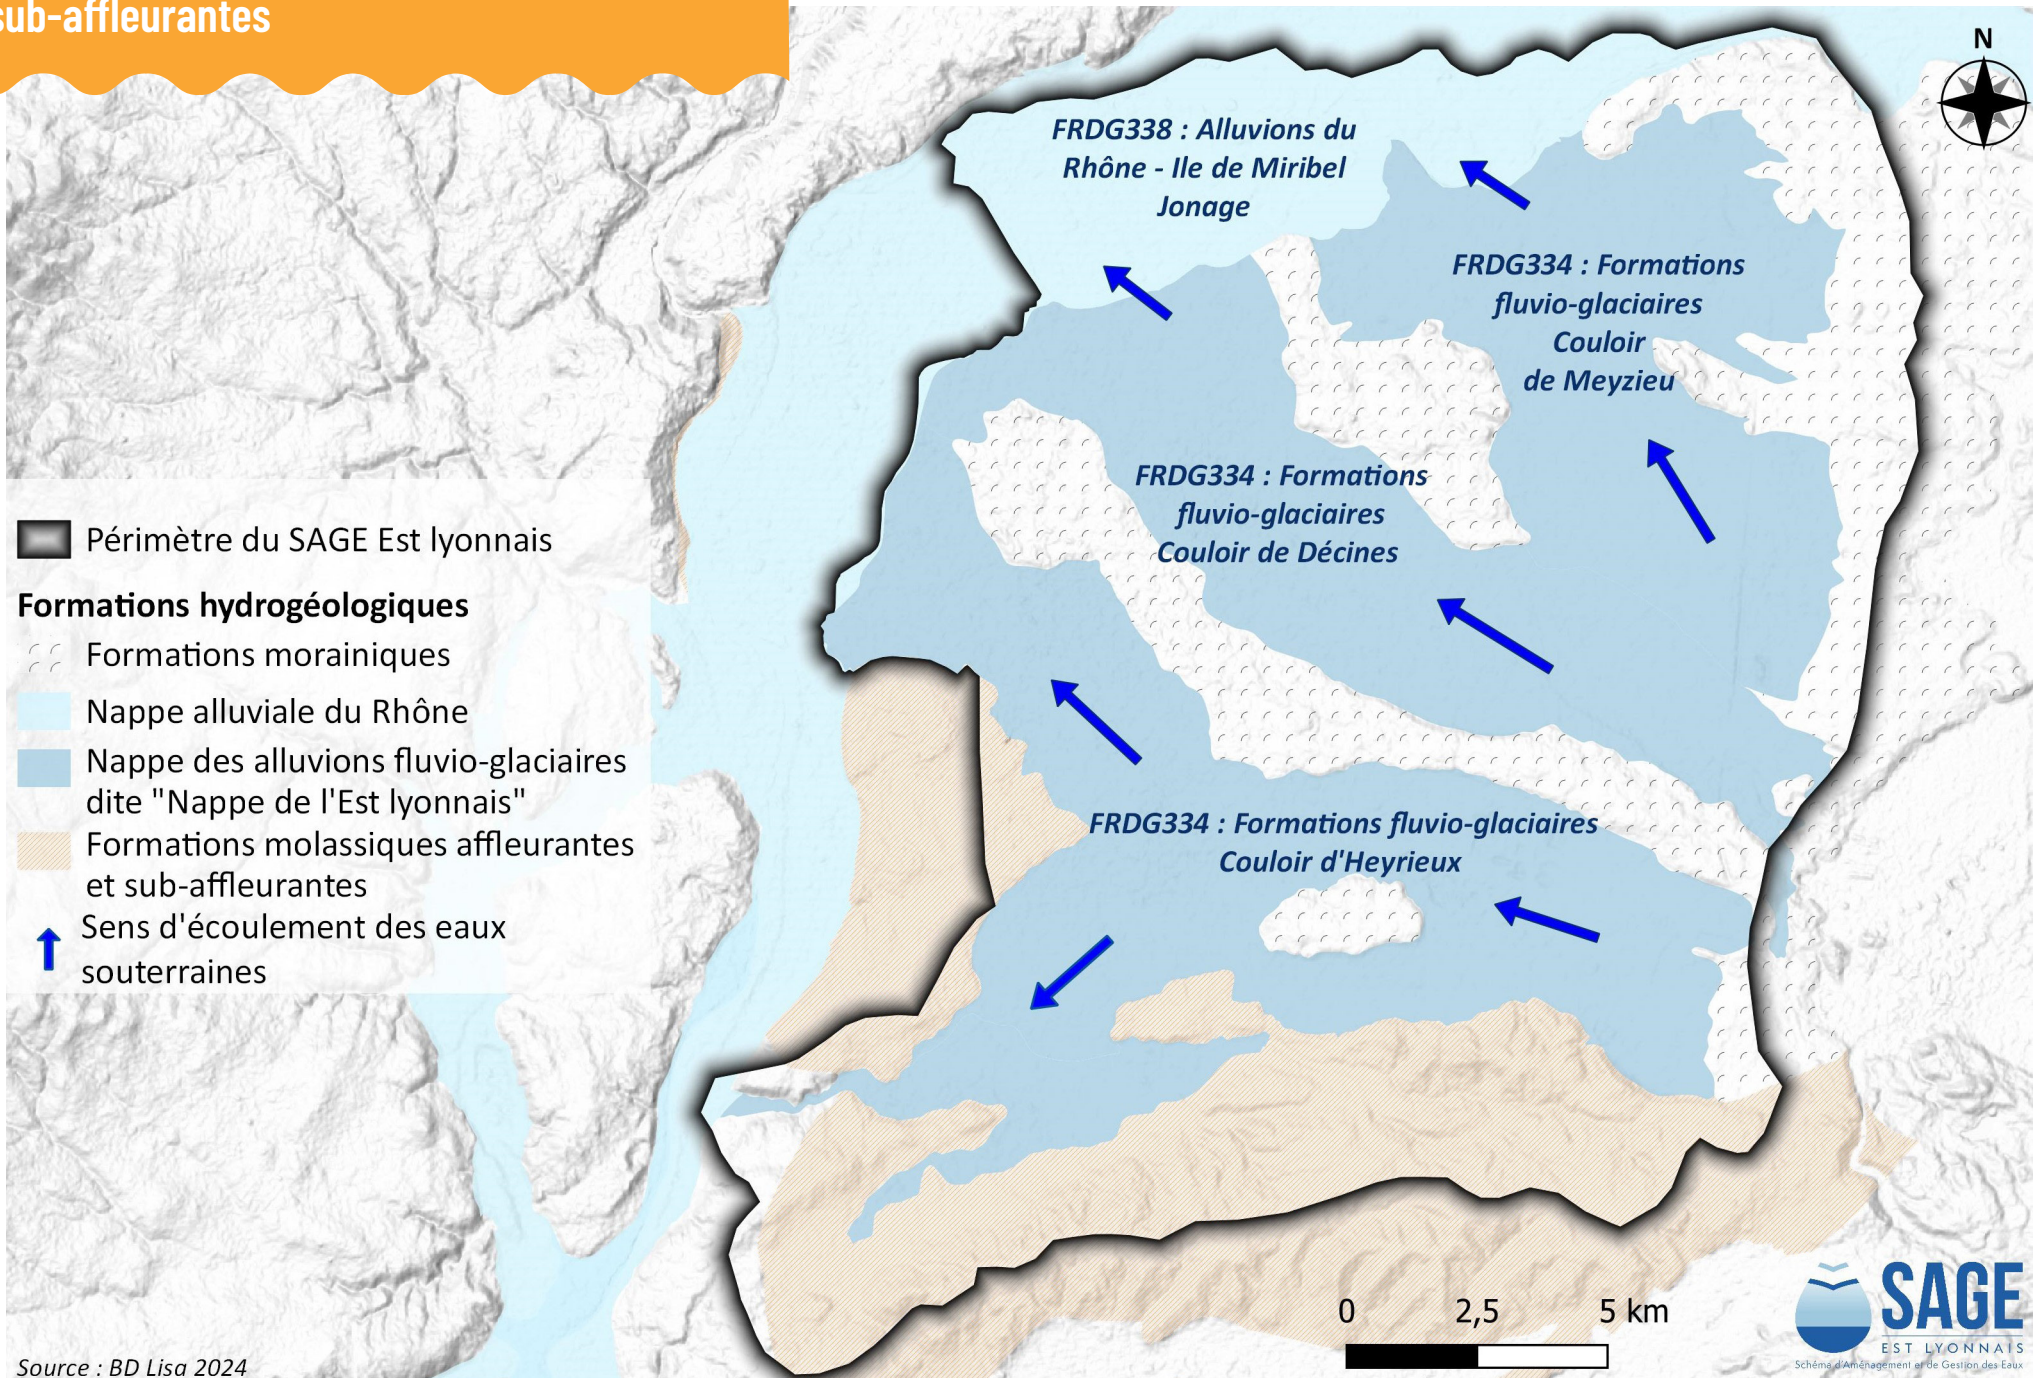 sub-affleurantes
N
FRDG338 : Alluvions du
Rhône - Ile de Miribel
Jonage
FRDG334 : Formations
fluvio-glaciaires
Couloir
de Meyzieu
FRDG334 : Formations
fluvio-glaciaires
Couloir de Décines
FRDG334 : Formations fluvio-glaciaires
Couloir d'Heyrieux
Périmètre du SAGE Est lyonnais
Formations hydrogéologiques
Formations morainiques
Nappe alluviale du Rhône
Nappe des alluvions fluvio-glaciaires
dite "Nappe de l'Est lyonnais"
Formations molassiques affleurantes
et sub-affleurantes
Sens d'écoulement des eaux
souterraines
0 2,5 5 km
SAGE
EST LYONNAIS
Schéma d'Aménagement et de Gestion des Eaux
Source : BD Lisa 2024